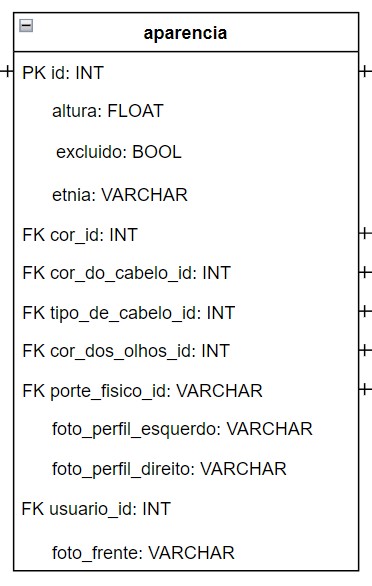 aparencia
PK id: INT
altura: FLOAT
excluido: BOOL
etnia: VARCHAR
FK cor_id: INT
FK cor_do_cabelo_id: INT
FK tipo_de_cabelo_id: INT
FK cor_dos_olhos_id: INT
FK porte_fisico_id: VARCHAR
foto_perfil_esquerdo: VARCHAR
foto_perfil_direito: VARCHAR
FK usuario_id: INT
foto_frente: VARCHAR